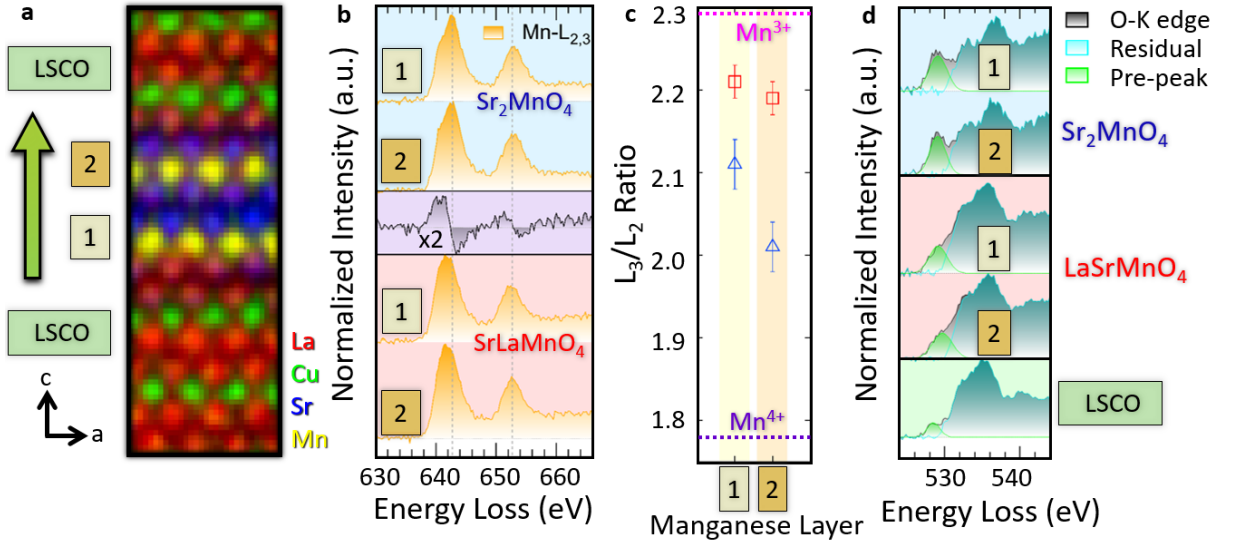 a
LSCO
2
1
LSCO
c
a
La
Cu
Sr
Mn
b
Normalized Intensity (a.u.)
Mn-L₂,₃
1
Sr₂MnO₄
2
x2
1
SrLaMnO₄
2
630 640 650 660
Energy Loss (eV)
c
L₃/L₂ Ratio
2.3
2.2
2.1
2.0
1.9
1.8
Mn³⁺
Mn⁴⁺
1 2
Manganese Layer
d
Normalized Intensity (a.u.)
O-K edge
Residual
Pre-peak
1
Sr₂MnO₄
2
1
LaSrMnO₄
2
LSCO
530 540
Energy Loss (eV)